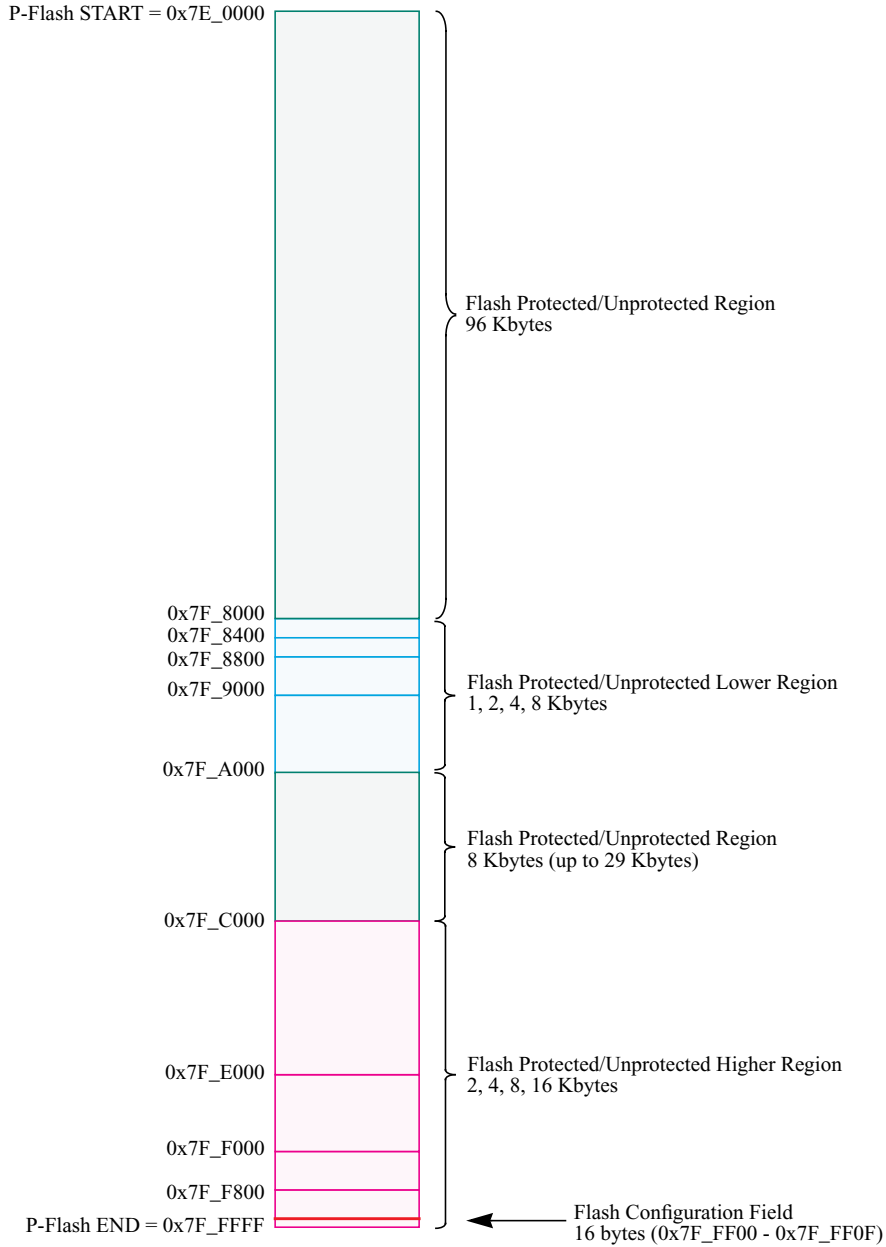 P-Flash START = 0x7E_0000
Flash Protected/Unprotected Region
96 Kbytes
0x7F_8000
0x7F_8400
0x7F_8800
0x7F_9000
Flash Protected/Unprotected Lower Region
1, 2, 4, 8 Kbytes
0x7F_A000
Flash Protected/Unprotected Region
8 Kbytes (up to 29 Kbytes)
0x7F_C000
Flash Protected/Unprotected Higher Region
2, 4, 8, 16 Kbytes
0x7F_E000
0x7F_F000
0x7F_F800
P-Flash END = 0x7F_FFFF
Flash Configuration Field
16 bytes (0x7F_FF00 - 0x7F_FF0F)